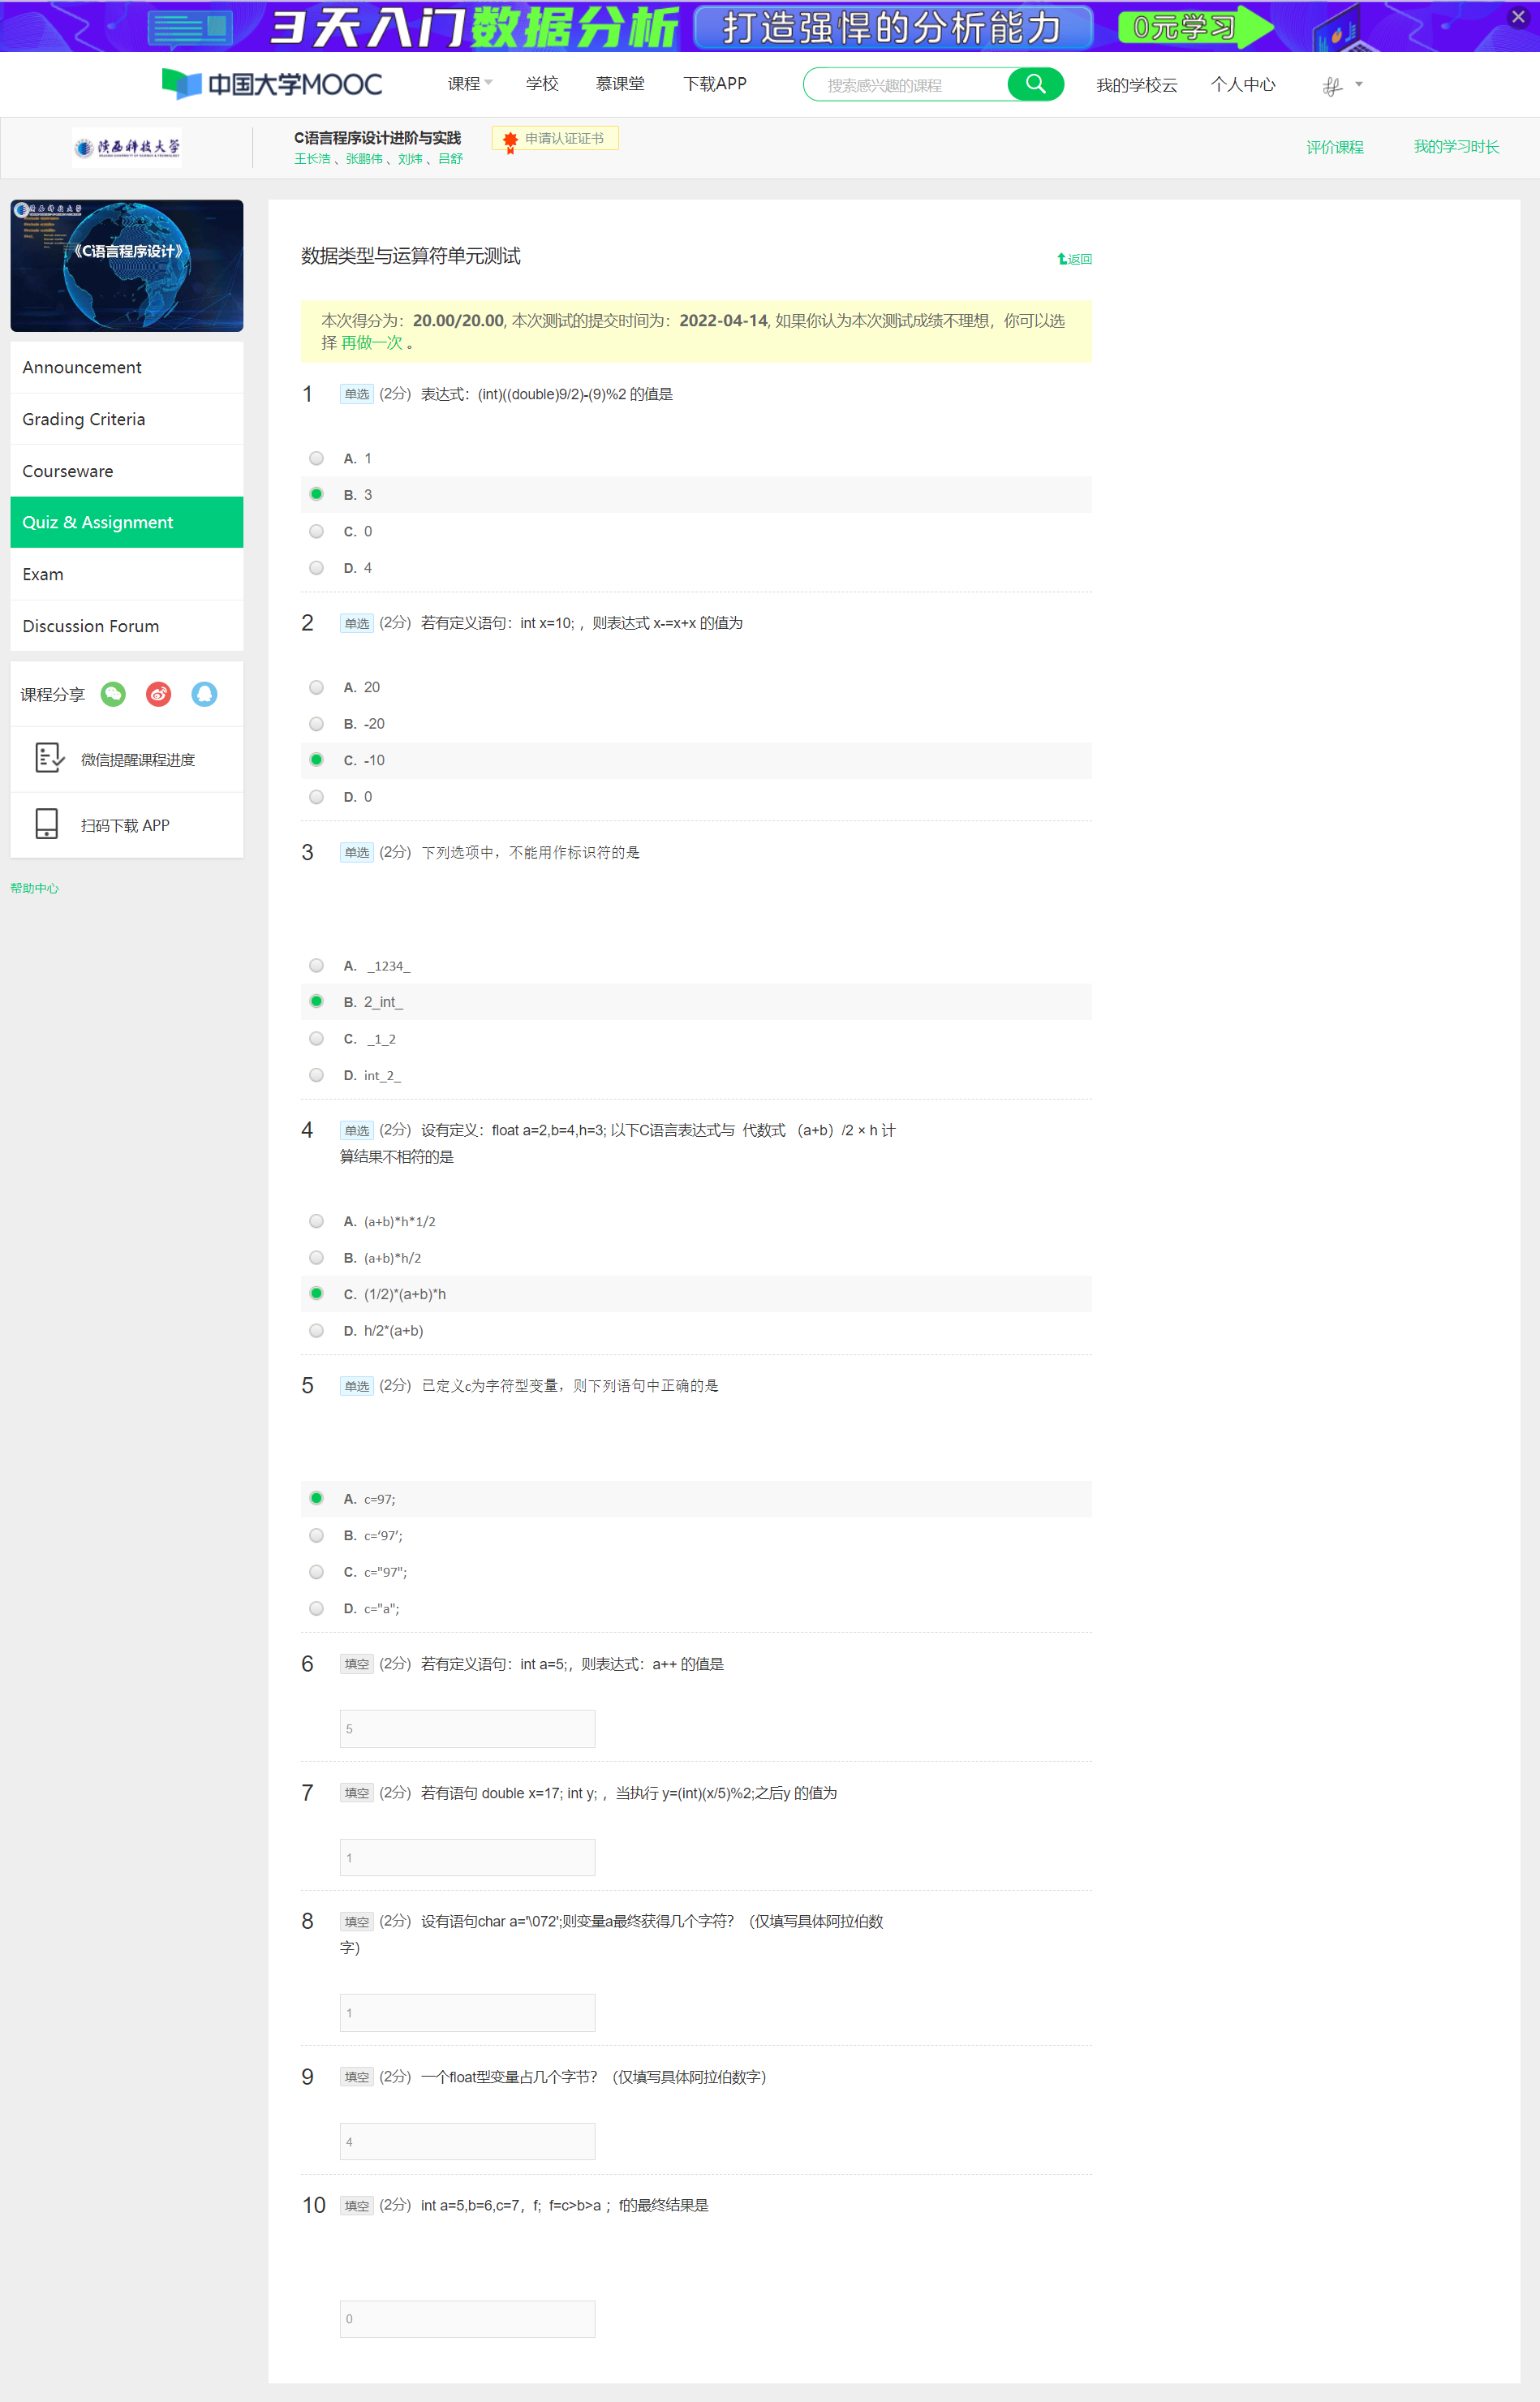 3天入门数据分析 打造强悍的分析能力 0元学习
中国大学MOOC 课程 学校 慕课堂 下载APP 搜索感兴趣的课程 我的学校云 个人中心
陕西科技大学 C语言程序设计进阶与实践 申请认证证书
王长浩 、张鹏伟 、刘炜 、吕舒 评价课程 我的学习时长
陕西科技大学
《C语言程序设计》
Announcement
Grading Criteria
Courseware
Quiz & Assignment
Exam
Discussion Forum
课程分享
微信提醒课程进度
扫码下载 APP
帮助中心
数据类型与运算符单元测试 返回
本次得分为：20.00/20.00, 本次测试的提交时间为：2022-04-14, 如果你认为本次测试成绩不理想，你可以选
择 再做一次 。
1 单选 (2分) 表达式：(int)((double)9/2)-(9)%2 的值是
A. 1
B. 3
C. 0
D. 4
2 单选 (2分) 若有定义语句：int x=10; ，则表达式 x-=x+x 的值为
A. 20
B. -20
C. -10
D. 0
3 单选 (2分) 下列选项中，不能用作标识符的是
A. _1234_
B. 2_int_
C. _1_2
D. int_2_
4 单选 (2分) 设有定义：float a=2,b=4,h=3; 以下C语言表达式与 代数式 （a+b）/2 × h 计
算结果不相符的是
A. (a+b)*h*1/2
B. (a+b)*h/2
C. (1/2)*(a+b)*h
D. h/2*(a+b)
5 单选 (2分) 已定义c为字符型变量，则下列语句中正确的是
A. c=97;
B. c=‘97’;
C. c="97";
D. c="a";
6 填空 (2分) 若有定义语句：int a=5;，则表达式：a++ 的值是
5
7 填空 (2分) 若有语句 double x=17; int y; ，当执行 y=(int)(x/5)%2;之后y 的值为
1
8 填空 (2分) 设有语句char a='\072';则变量a最终获得几个字符？（仅填写具体阿拉伯数
字）
1
9 填空 (2分) 一个float型变量占几个字节？（仅填写具体阿拉伯数字）
4
10 填空 (2分) int a=5,b=6,c=7，f; f=c>b>a ；f的最终结果是
0